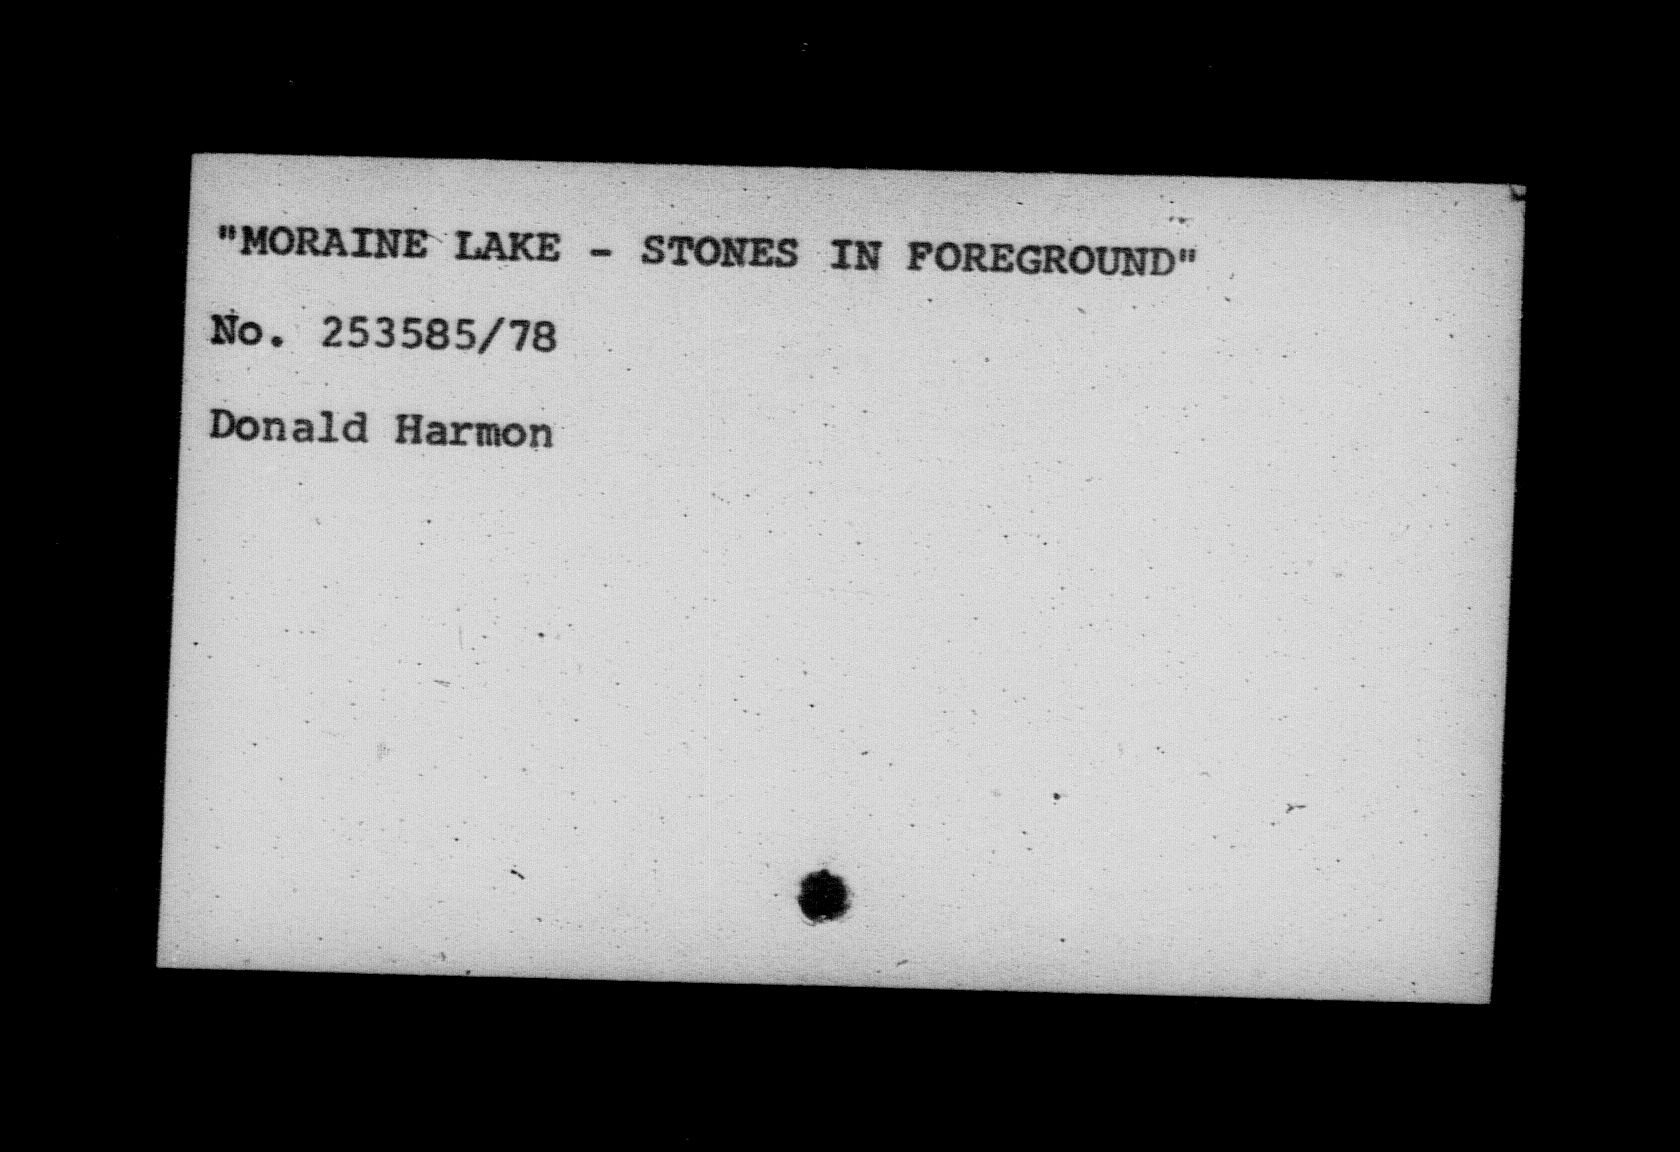 "MORAINE LAKE - STONES IN FOREGROUND"
No. 253585/78
Donald Harmon